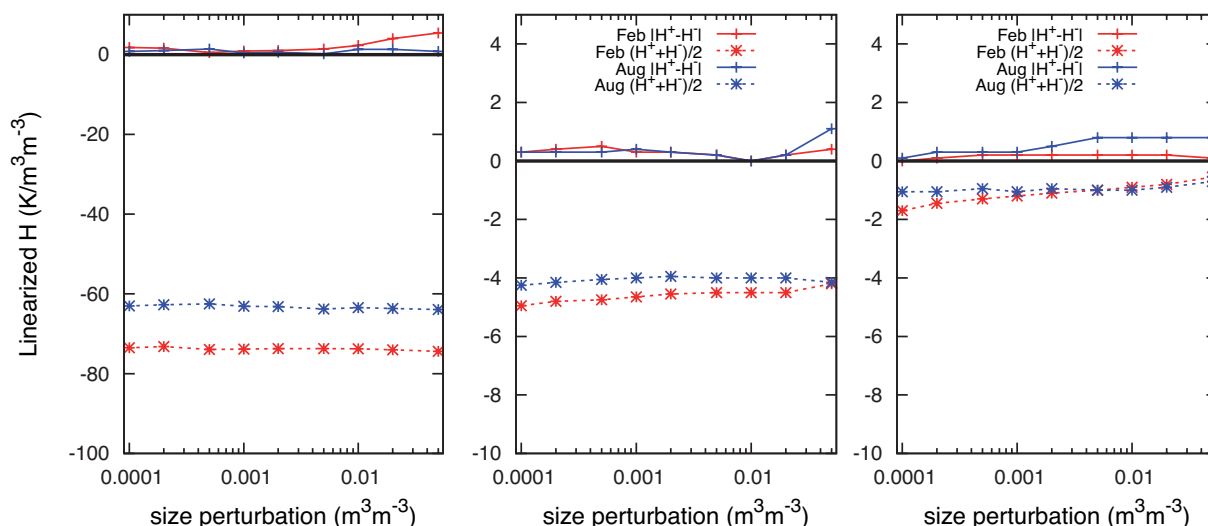 Linearized H (K/m³m⁻³)
0
-20
-40
-60
-80
-100
0.0001
0.001
0.01
size perturbation (m³m⁻³)
Feb |H⁺-H⁻|
Feb (H⁺+H⁻)/2
Aug |H⁺-H⁻|
Aug (H⁺+H⁻)/2
4
2
0
-2
-4
-6
-8
-10
0.0001
0.001
0.01
size perturbation (m³m⁻³)
Feb |H⁺-H⁻|
Feb (H⁺+H⁻)/2
Aug |H⁺-H⁻|
Aug (H⁺+H⁻)/2
4
2
0
-2
-4
-6
-8
-10
0.0001
0.001
0.01
size perturbation (m³m⁻³)